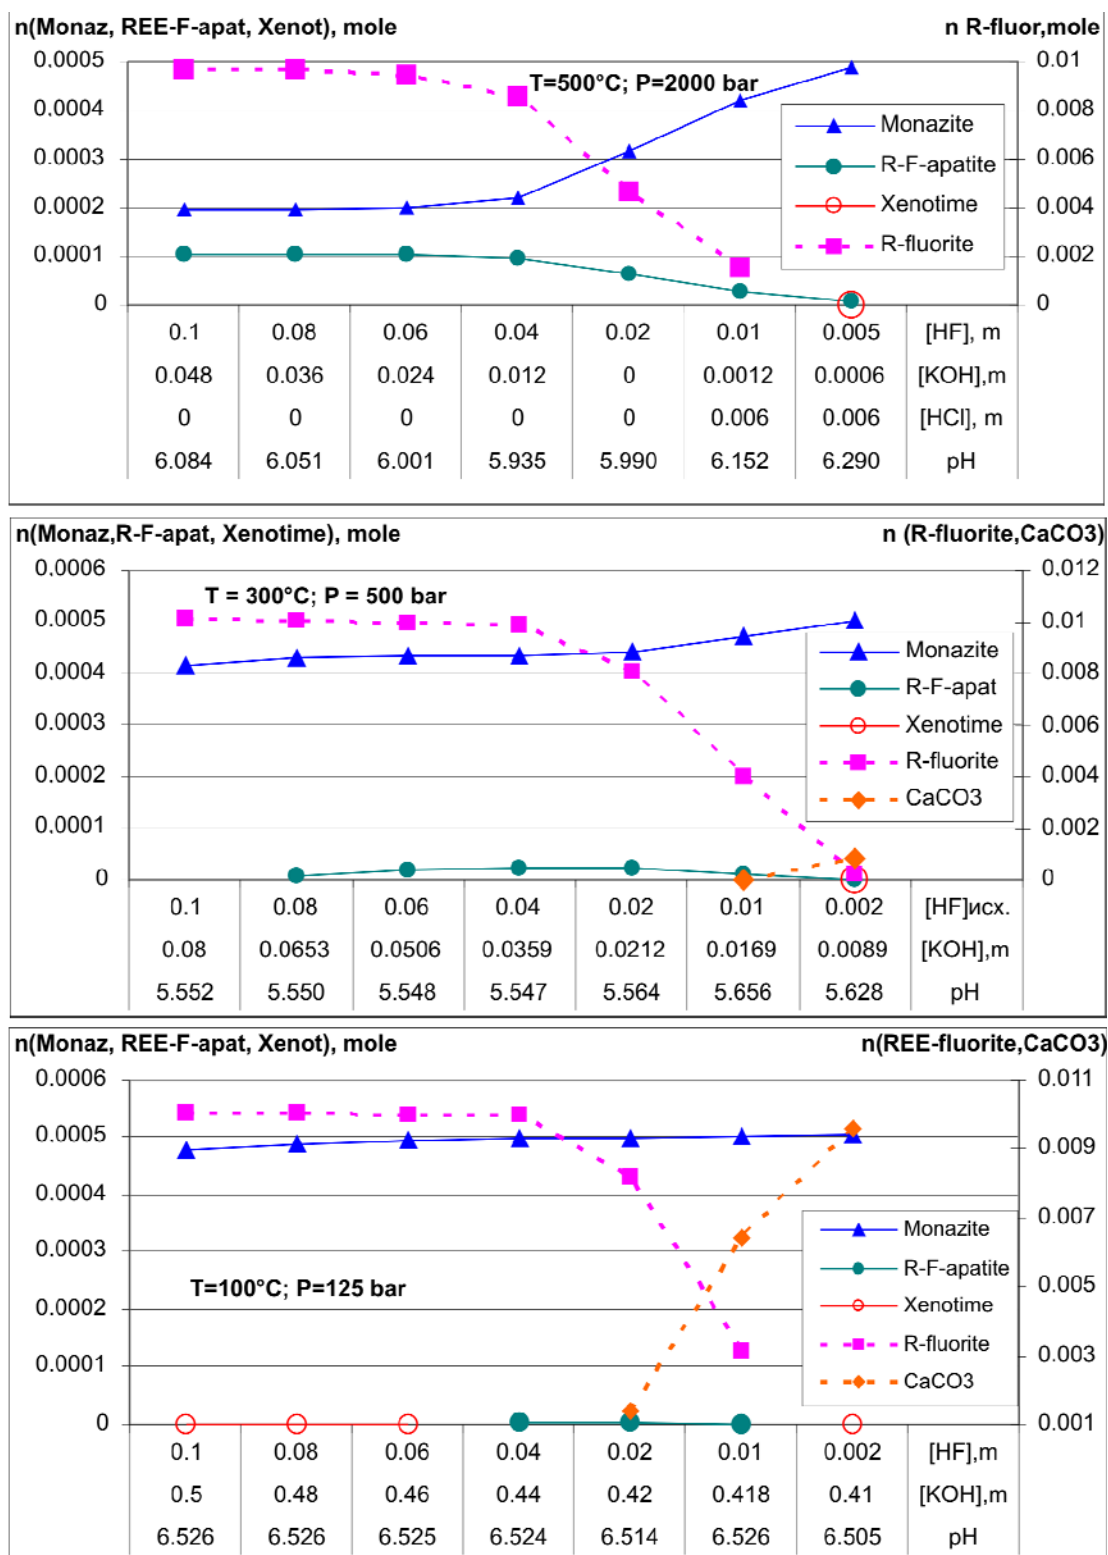 n(Monaz, REE-F-apat, Xenot), mole n R-fluor,mole
0.0005 0.01
T=500°C; P=2000 bar
0.0004 0.008
Monazite
0.0003 R-F-apatite 0.006
0.0002 Xenotime 0.004
R-fluorite
0.0001 0.002
0 0
0.1 0.08 0.06 0.04 0.02 0.01 0.005 [HF], m
0.048 0.036 0.024 0.012 0 0.0012 0.0006 [KOH],m
0 0 0 0 0 0.006 0.006 [HCl], m
6.084 6.051 6.001 5.935 5.990 6.152 6.290 pH
n(Monaz,R-F-apat, Xenotime), mole n (R-fluorite,CaCO3)
0.0006 0.012
T = 300°C; P = 500 bar
0.0005 0.01
Monazite
0.0004 R-F-apat 0.008
0.0003 Xenotime 0.006
R-fluorite
0.0002 CaCO3 0.004
0.0001 0.002
0 0
0.1 0.08 0.06 0.04 0.02 0.01 0.002 [HF]исх.
0.08 0.0653 0.0506 0.0359 0.0212 0.0169 0.0089 [KOH],m
5.552 5.550 5.548 5.547 5.564 5.656 5.628 pH
n(Monaz, REE-F-apat, Xenot), mole n(REE-fluorite,CaCO3)
0.0006 0.011
0.0005 0.009
0.0004 0.007
Monazite
0.0003 R-F-apatite
T=100°C; P=125 bar 0.005
0.0002 Xenotime
R-fluorite 0.003
0.0001 CaCO3
0 0.001
0.1 0.08 0.06 0.04 0.02 0.01 0.002 [HF],m
0.5 0.48 0.46 0.44 0.42 0.418 0.41 [KOH],m
6.526 6.526 6.525 6.524 6.514 6.526 6.505 pH